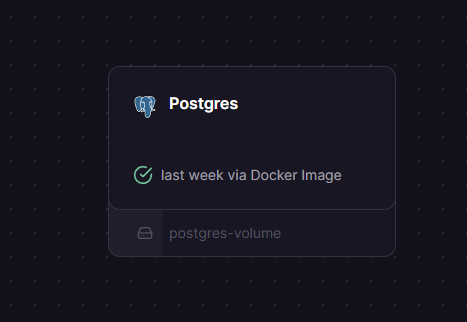 Postgres
last week via Docker Image
postgres-volume